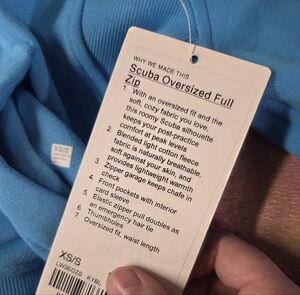 WHY WE MADE THIS
Scuba Oversized Full
Zip
1. With an oversized fit and the
soft, cozy fabric you love,
this roomy Scuba silhouette
keeps your post-practice
comfort at peak levels
2. Blended tight cotton fleece
fabric is naturally breathable,
soft against your skin, and
provides lightweight warmth
3. Zipper garage keeps chafe in
check
4. Front pockets with interior
card sleeve
5. Elastic zipper pull doubles as
an emergency hair tie
6. Thumbholes
7. Oversized fit, waist length
XS/S
KYBL
XS/S